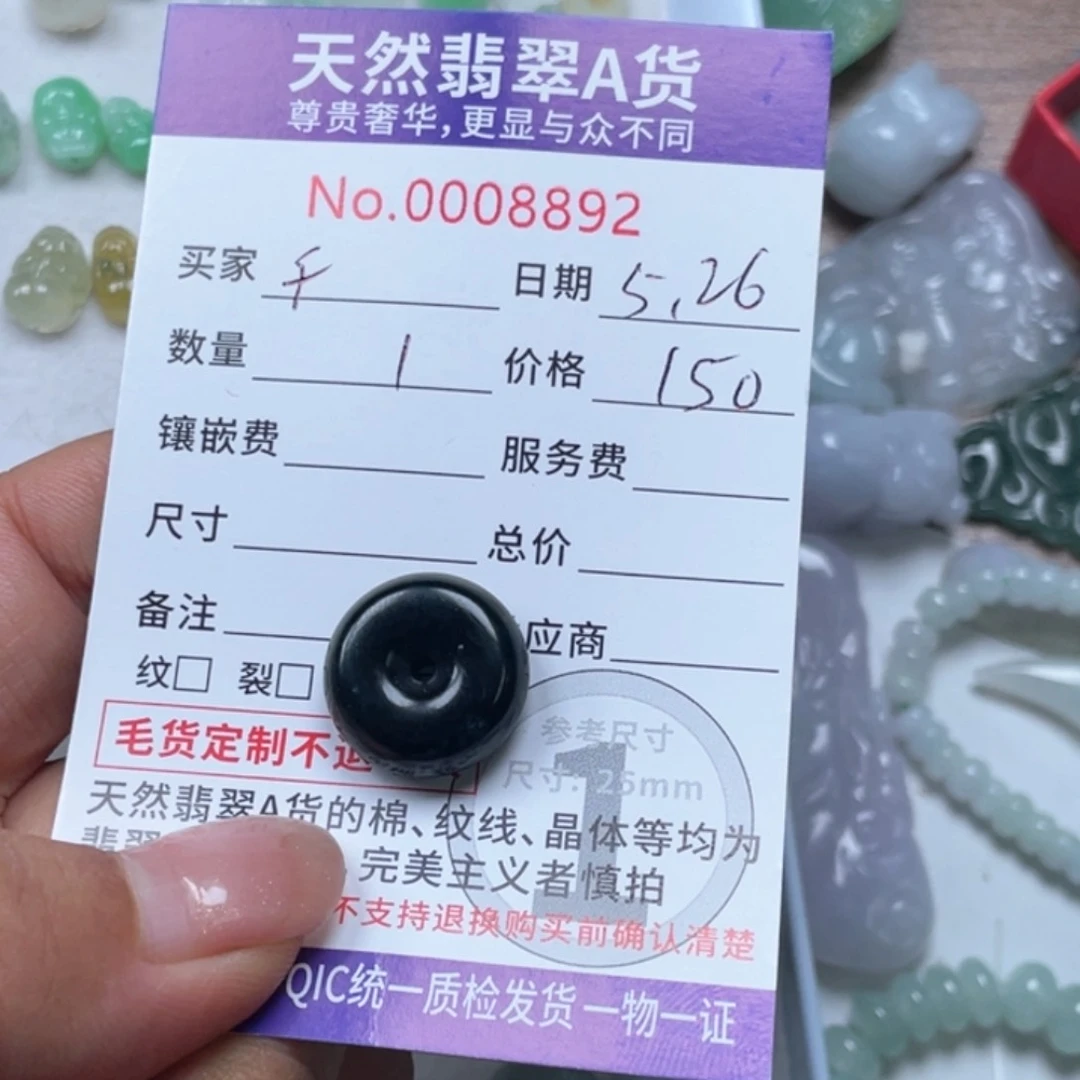 天然翡翠A货
尊贵奢华,更显与众不同
No.0008892
买家 千 日期 5.26
数量 1 价格 150
镶嵌费 服务费
尺寸 总价
备注 应商
纹□ 裂□
毛货定制不退
参考尺寸
尺寸: 26mm
1
天然翡翠A货的棉、纹线、晶体等均为
翡翠 完美主义者慎拍
不支持退换购买前确认清楚
QIC统一质检发货 一物一证